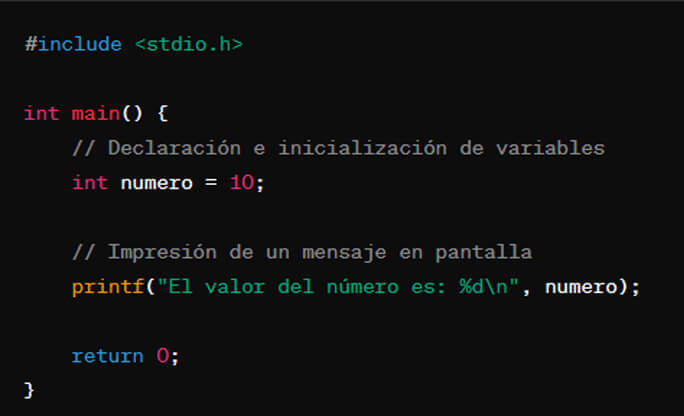 #include <stdio.h>
int main() {
// Declaración e inicialización de variables
int numero = 10;
// Impresión de un mensaje en pantalla
printf("El valor del número es: %d\n", numero);
return 0;
}